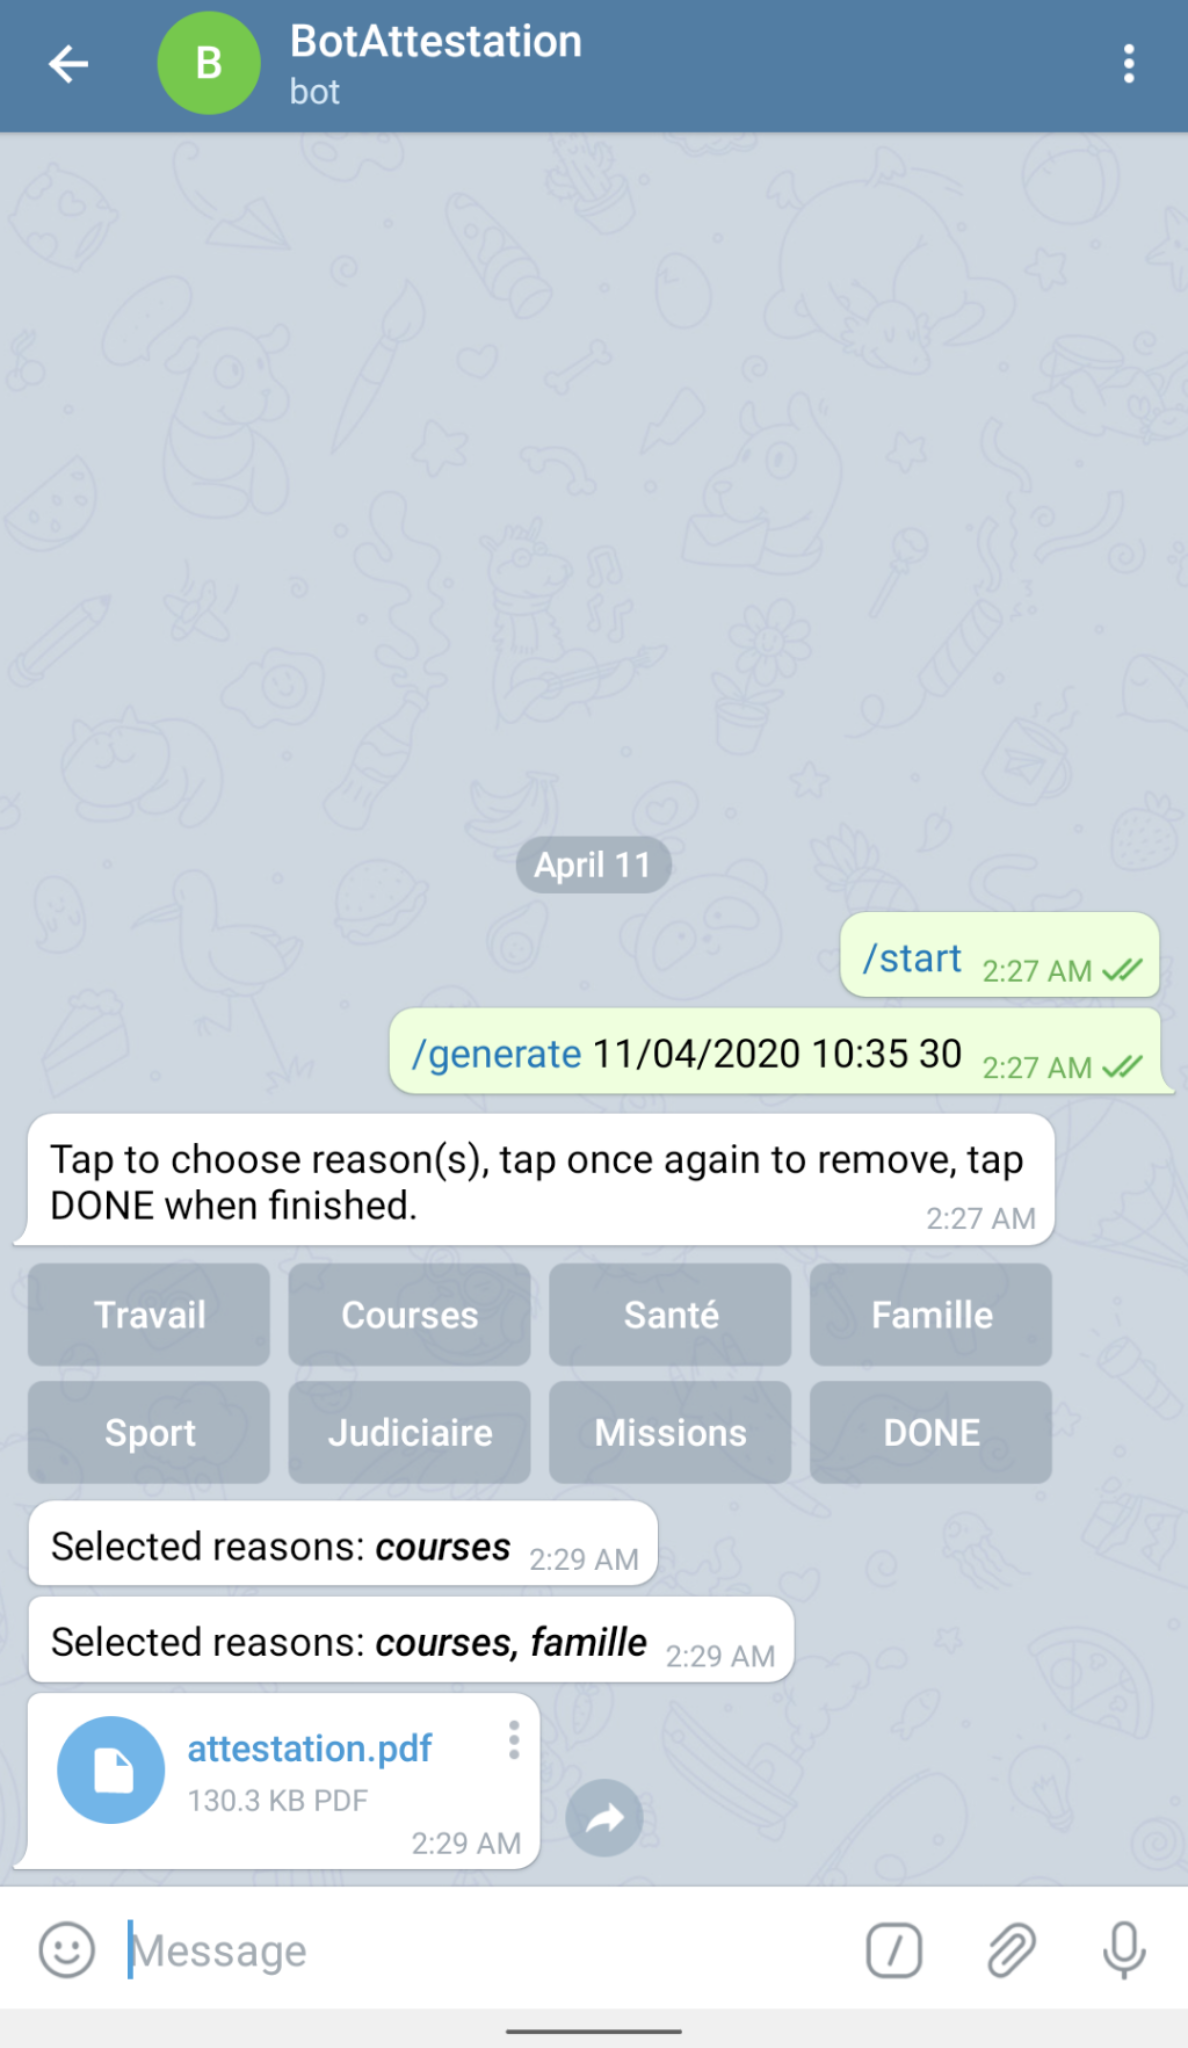 B
BotAttestation
bot
April 11
/start 2:27 AM
/generate 11/04/2020 10:35 30 2:27 AM
Tap to choose reason(s), tap once again to remove, tap
DONE when finished.
2:27 AM
Travail Courses Santé Famille
Sport Judiciaire Missions DONE
Selected reasons: courses 2:29 AM
Selected reasons: courses, famille 2:29 AM
attestation.pdf
130.3 KB PDF
2:29 AM
Message